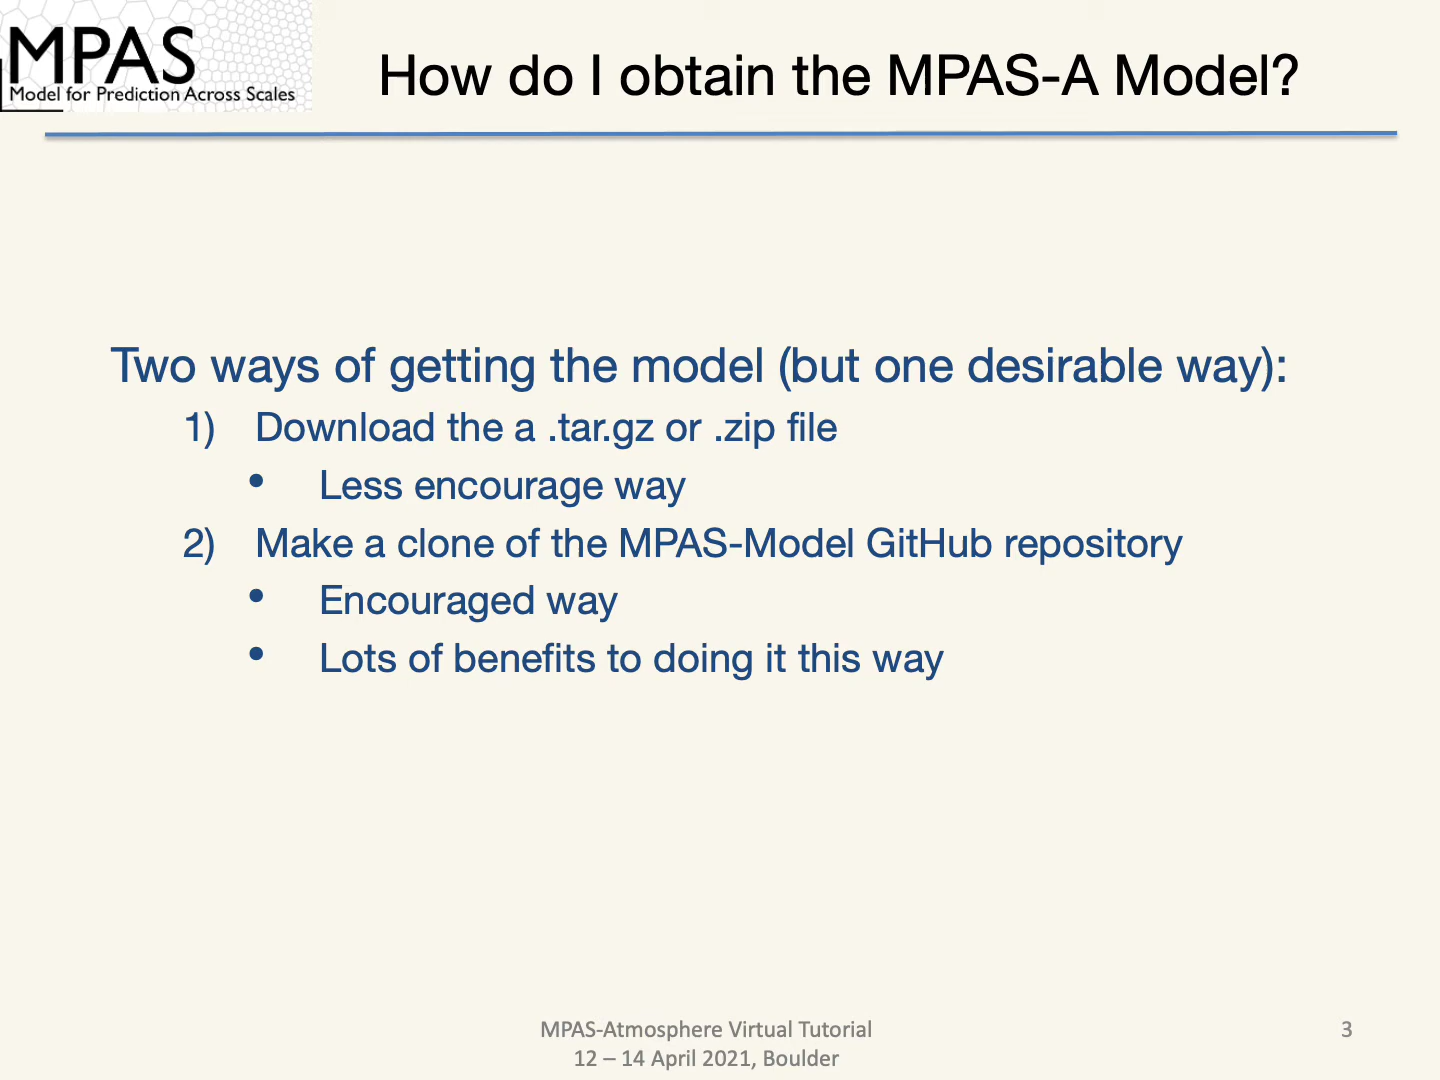 MPAS
Model for Prediction Across Scales
How do I obtain the MPAS-A Model?
Two ways of getting the model (but one desirable way):
1) Download the a .tar.gz or .zip file
• Less encourage way
2) Make a clone of the MPAS-Model GitHub repository
• Encouraged way
• Lots of benefits to doing it this way
MPAS-Atmosphere Virtual Tutorial
12 – 14 April 2021, Boulder
3